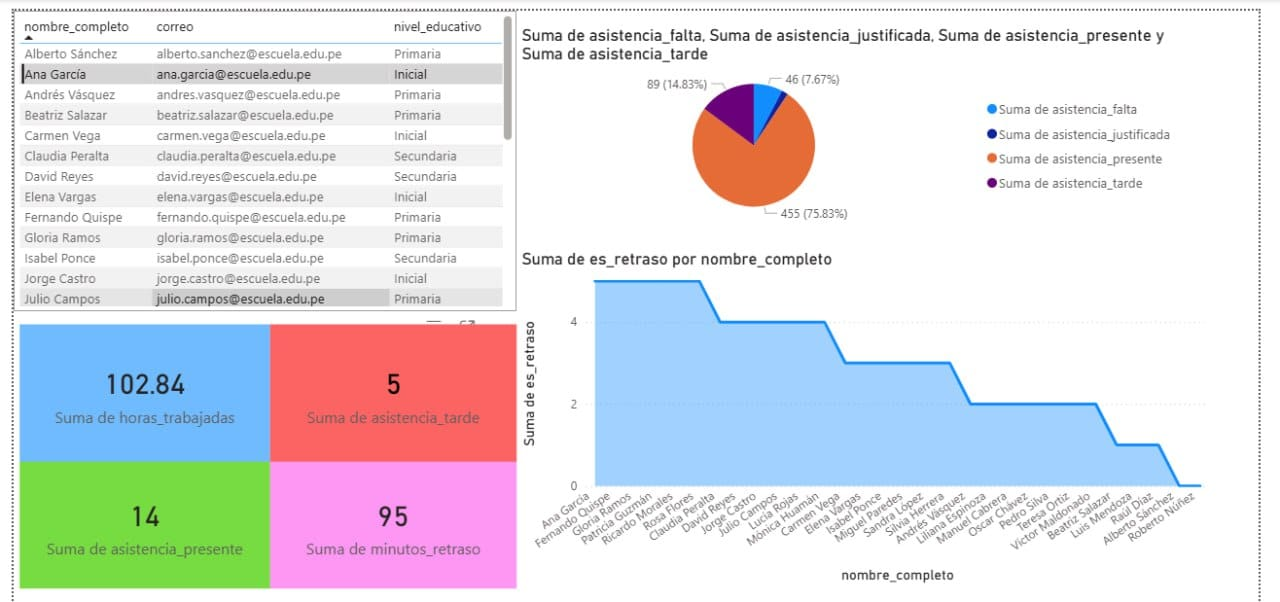 nombre_completo correo nivel_educativo
Alberto Sánchez alberto.sanchez@escuela.edu.pe Primaria
Ana García ana.garcia@escuela.edu.pe Inicial
Andrés Vásquez andres.vasquez@escuela.edu.pe Primaria
Beatriz Salazar beatriz.salazar@escuela.edu.pe Primaria
Carmen Vega carmen.vega@escuela.edu.pe Inicial
Claudia Peralta claudia.peralta@escuela.edu.pe Secundaria
David Reyes david.reyes@escuela.edu.pe Secundaria
Elena Vargas elena.vargas@escuela.edu.pe Inicial
Fernando Quispe fernando.quispe@escuela.edu.pe Primaria
Gloria Ramos gloria.ramos@escuela.edu.pe Primaria
Isabel Ponce isabel.ponce@escuela.edu.pe Secundaria
Jorge Castro jorge.castro@escuela.edu.pe Inicial
Julio Campos julio.campos@escuela.edu.pe Primaria
Suma de asistencia_falta, Suma de asistencia_justificada, Suma de asistencia_presente y
Suma de asistencia_tarde
89 (14.83%)
46 (7.67%)
455 (75.83%)
Suma de asistencia_falta
Suma de asistencia_justificada
Suma de asistencia_presente
Suma de asistencia_tarde
102.84
Suma de horas_trabajadas
5
Suma de asistencia_tarde
14
Suma de asistencia_presente
95
Suma de minutos_retraso
Suma de es_retraso por nombre_completo
Suma de es_retraso
4
2
0
Ana García
Fernando Quispe
Gloria Ramos
Patricia Guzmán
Ricardo Morales
Rosa Flores
Claudia Peralta
David Reyes
Jorge Castro
Julio Campos
Lucía Rojas
Mónica Huamán
Carmen Vega
Elena Vargas
Isabel Ponce
Miguel Paredes
Sandra López
Silvia Herrera
Andrés Vásquez
Liliana Espinoza
Manuel Cabrera
Oscar Chávez
Pedro Silva
Teresa Ortiz
Víctor Maldonado
Beatriz Salazar
Luis Mendoza
Raúl Díaz
Alberto Sánchez
Roberto Núñez
nombre_completo